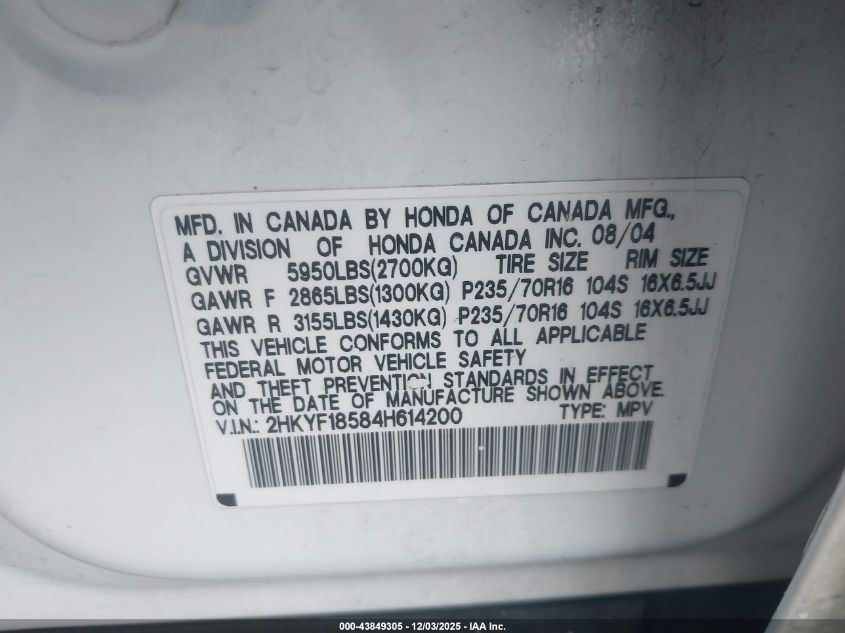 MFD. IN CANADA BY HONDA OF CANADA MFG.,
A DIVISION OF HONDA CANADA INC. 08/04
GVWR 5950LBS(2700KG) TIRE SIZE RIM SIZE
GAWR F 2865LBS(1300KG) P235/70R16 104S 16X6.5JJ
GAWR R 3155LBS(1430KG) P235/70R16 104S 16X6.5JJ
THIS VEHICLE CONFORMS TO ALL APPLICABLE
FEDERAL MOTOR VEHICLE SAFETY
AND THEFT PREVENTION STANDARDS IN EFFECT
ON THE DATE OF MANUFACTURE SHOWN ABOVE.
V.I.N.: 2HKYF18584H614200 TYPE: MPV
000-43849305 - 12/03/2025 - IAA Inc.